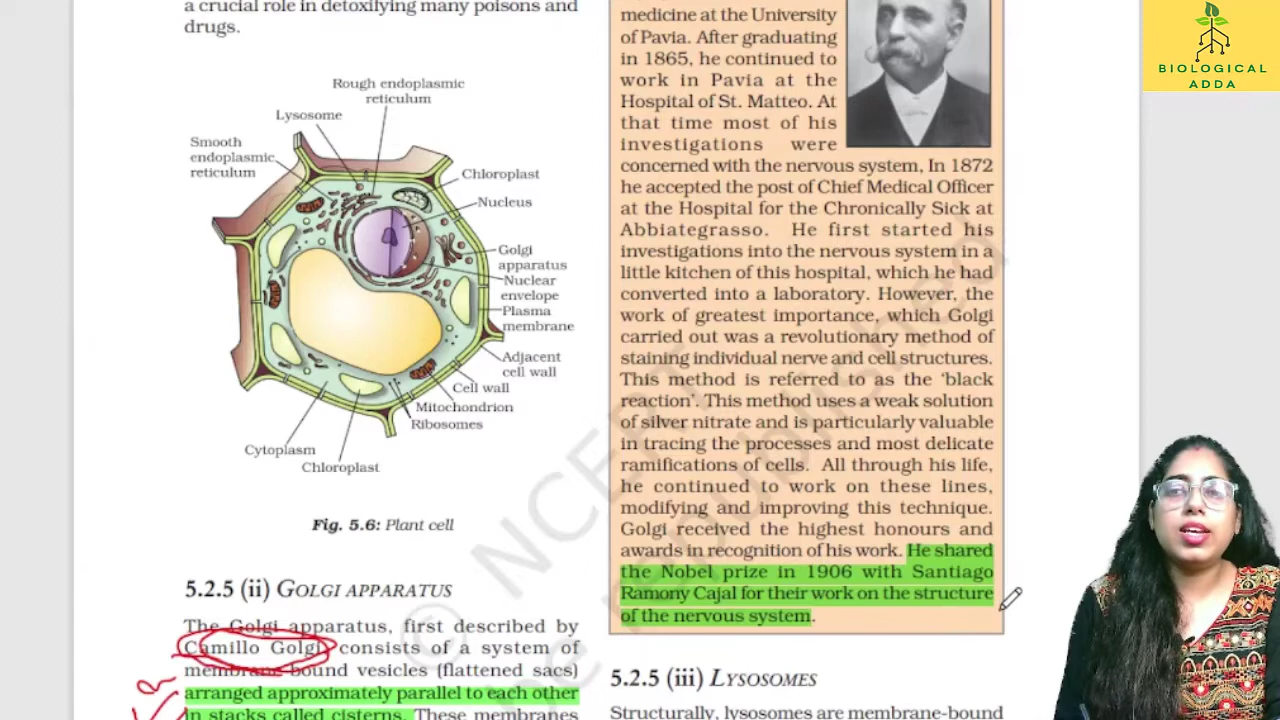 a crucial role in detoxifying many poisons and
drugs.
Rough endoplasmic
reticulum
Lysosome
Smooth
endoplasmic
reticulum
Chloroplast
Nucleus
Golgi
apparatus
Nuclear
envelope
Plasma
membrane
Adjacent
cell wall
Cell wall
Mitochondrion
Ribosomes
Cytoplasm
Chloroplast
Fig. 5.6: Plant cell
5.2.5 (ii) GOLGI APPARATUS
The Golgi apparatus, first described by
Camillo Golgi, consists of a system of
membrane-bound vesicles (flattened sacs)
arranged approximately parallel to each other
in stacks called cisterns. These membranes
medicine at the University
of Pavia. After graduating
in 1865, he continued to
work in Pavia at the
Hospital of St. Matteo. At
that time most of his
investigations were
concerned with the nervous system, In 1872
he accepted the post of Chief Medical Officer
at the Hospital for the Chronically Sick at
Abbiategrasso. He first started his
investigations into the nervous system in a
little kitchen of this hospital, which he had
converted into a laboratory. However, the
work of greatest importance, which Golgi
carried out was a revolutionary method of
staining individual nerve and cell structures.
This method is referred to as the ‘black
reaction’. This method uses a weak solution
of silver nitrate and is particularly valuable
in tracing the processes and most delicate
ramifications of cells. All through his life,
he continued to work on these lines,
modifying and improving this technique.
Golgi received the highest honours and
awards in recognition of his work. He shared
the Nobel prize in 1906 with Santiago
Ramony Cajal for their work on the structure
of the nervous system.
5.2.5 (iii) LYSOSOMES
Structurally, lysosomes are membrane-bound
© NCERT
be republished
BIOLOGICAL
ADDA